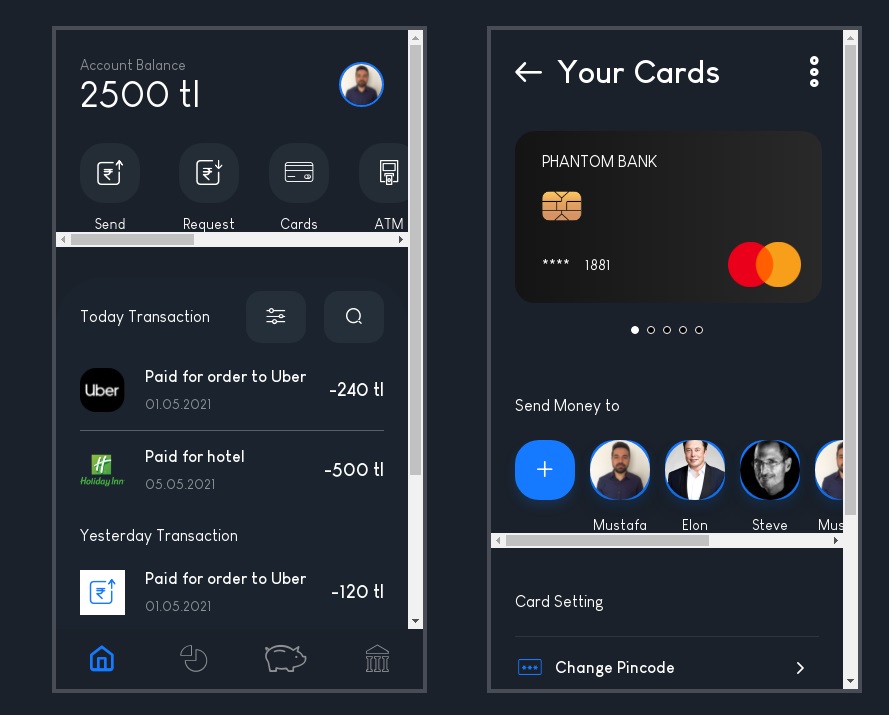 Account Balance
2500 tl
Send
Request
Cards
ATM
Today Transaction
Uber
Paid for order to Uber
01.05.2021
-240 tl
Holiday Inn
Paid for hotel
05.05.2021
-500 tl
Yesterday Transaction
Paid for order to Uber
01.05.2021
-120 tl
Your Cards
PHANTOM BANK
**** 1881
Send Money to
Mustafa
Elon
Steve
Mus
Card Setting
Change Pincode